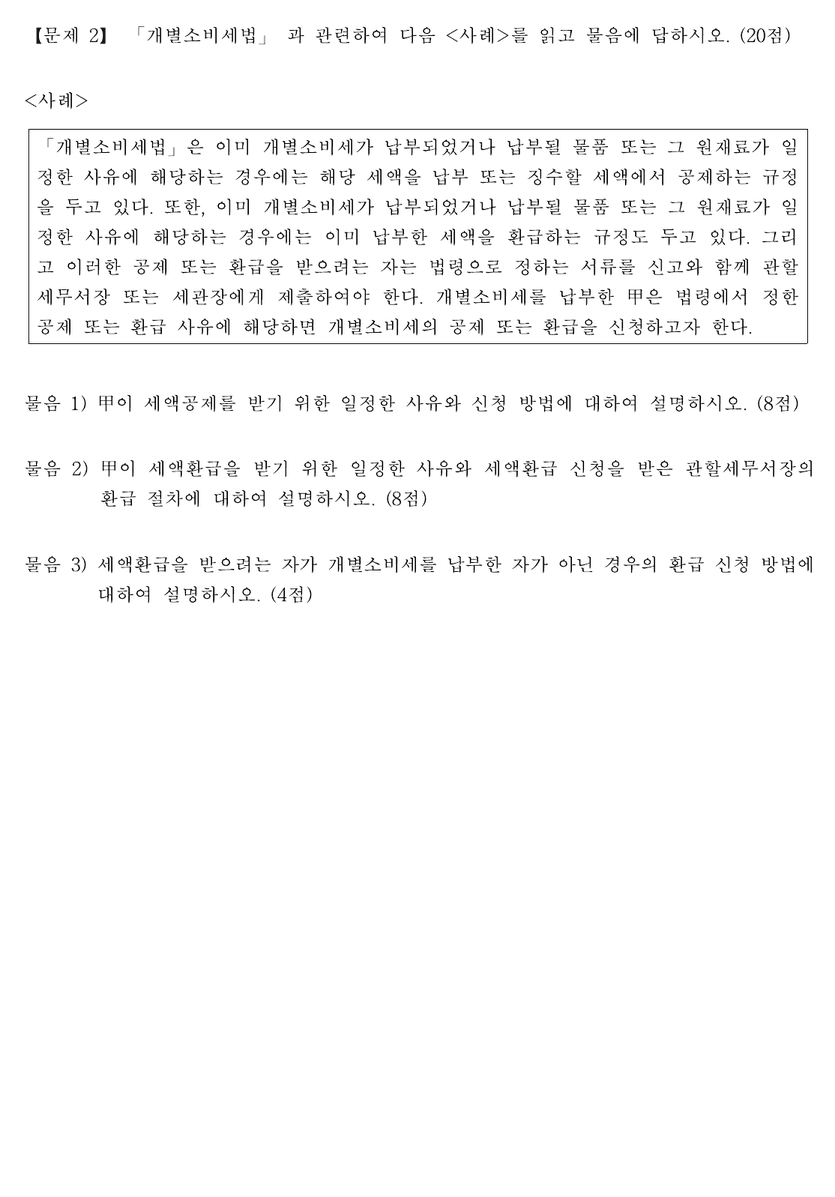 【문제 2】 「개별소비세법」 과 관련하여 다음 <사례>를 읽고 물음에 답하시오. (20점)
<사례>
「개별소비세법」은 이미 개별소비세가 납부되었거나 납부될 물품 또는 그 원재료가 일
정한 사유에 해당하는 경우에는 해당 세액을 납부 또는 징수할 세액에서 공제하는 규정
을 두고 있다. 또한, 이미 개별소비세가 납부되었거나 납부될 물품 또는 그 원재료가 일
정한 사유에 해당하는 경우에는 이미 납부한 세액을 환급하는 규정도 두고 있다. 그리
고 이러한 공제 또는 환급을 받으려는 자는 법령으로 정하는 서류를 신고와 함께 관할
세무서장 또는 세관장에게 제출하여야 한다. 개별소비세를 납부한 甲은 법령에서 정한
공제 또는 환급 사유에 해당하면 개별소비세의 공제 또는 환급을 신청하고자 한다.
물음 1) 甲이 세액공제를 받기 위한 일정한 사유와 신청 방법에 대하여 설명하시오. (8점)
물음 2) 甲이 세액환급을 받기 위한 일정한 사유와 세액환급 신청을 받은 관할세무서장의
환급 절차에 대하여 설명하시오. (8점)
물음 3) 세액환급을 받으려는 자가 개별소비세를 납부한 자가 아닌 경우의 환급 신청 방법에
대하여 설명하시오. (4점)